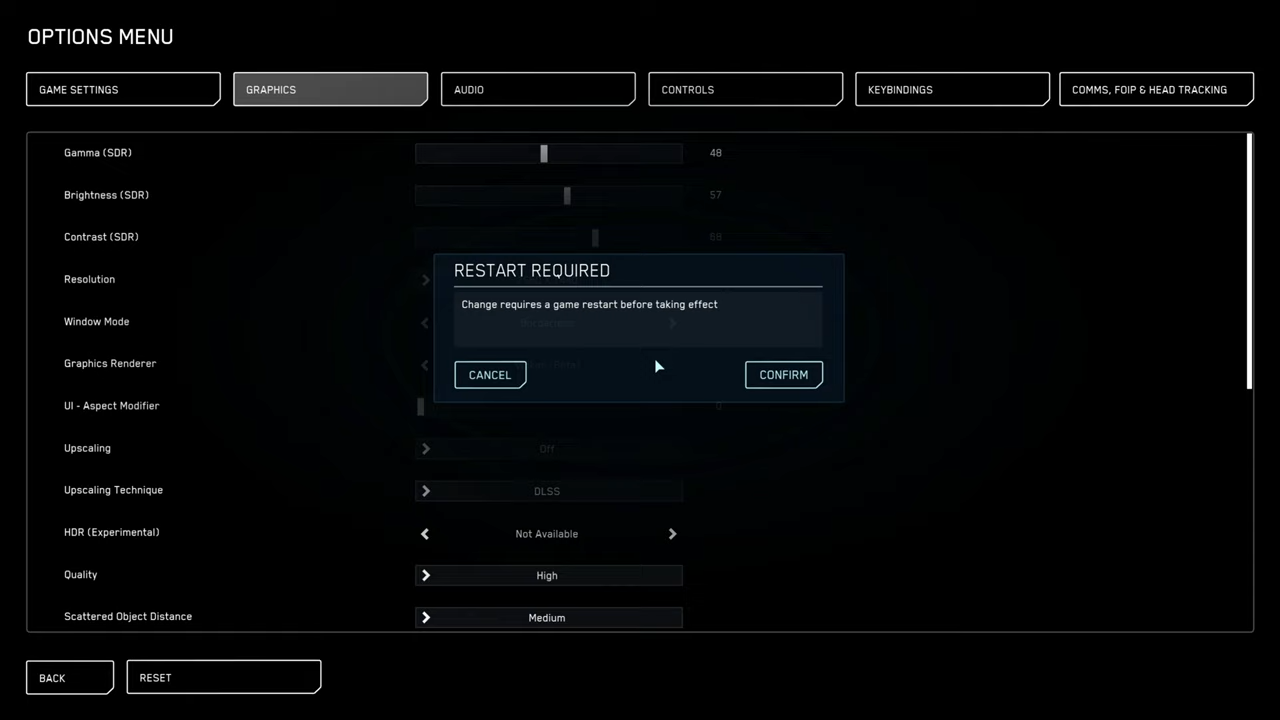 OPTIONS MENU
GAME SETTINGS
GRAPHICS
AUDIO
CONTROLS
KEYBINDINGS
COMMS, FOIP & HEAD TRACKING
Gamma (SDR)
48
Brightness (SDR)
57
Contrast (SDR)
68
Resolution
Window Mode
Graphics Renderer
UI - Aspect Modifier
0
Upscaling
Off
Upscaling Technique
DLSS
HDR (Experimental)
Not Available
Quality
High
Scattered Object Distance
Medium
RESTART REQUIRED
Change requires a game restart before taking effect
CANCEL
CONFIRM
BACK
RESET